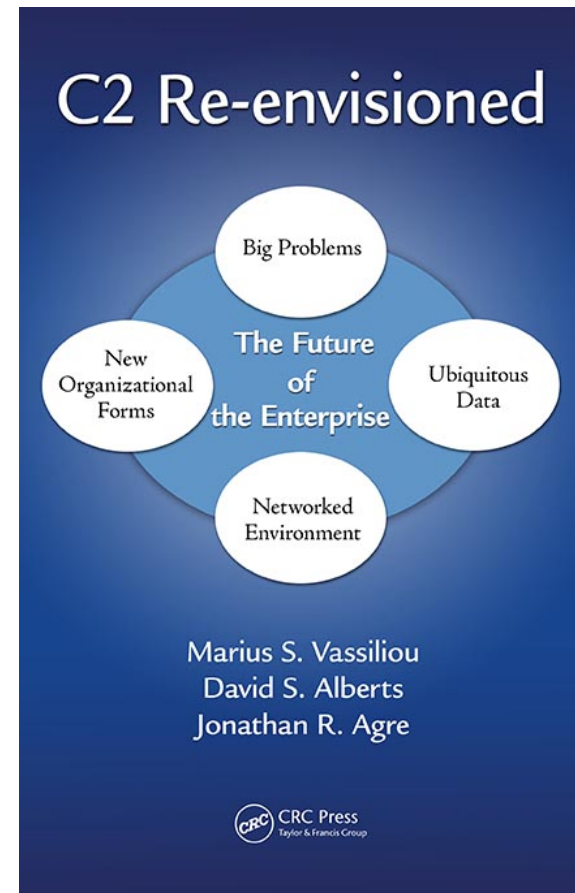 C2 Re-envisioned
Big Problems
The Future
of
the Enterprise
New
Organizational
Forms
Ubiquitous
Data
Networked
Environment
Marius S. Vassiliou
David S. Alberts
Jonathan R. Agre
CRC
CRC Press
Taylor & Francis Group